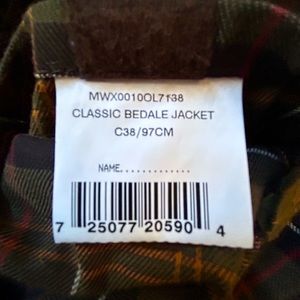 MWX0010OL7138
CLASSIC BEDALE JACKET
C38/97CM
NAME.............
7 25077 20590 4